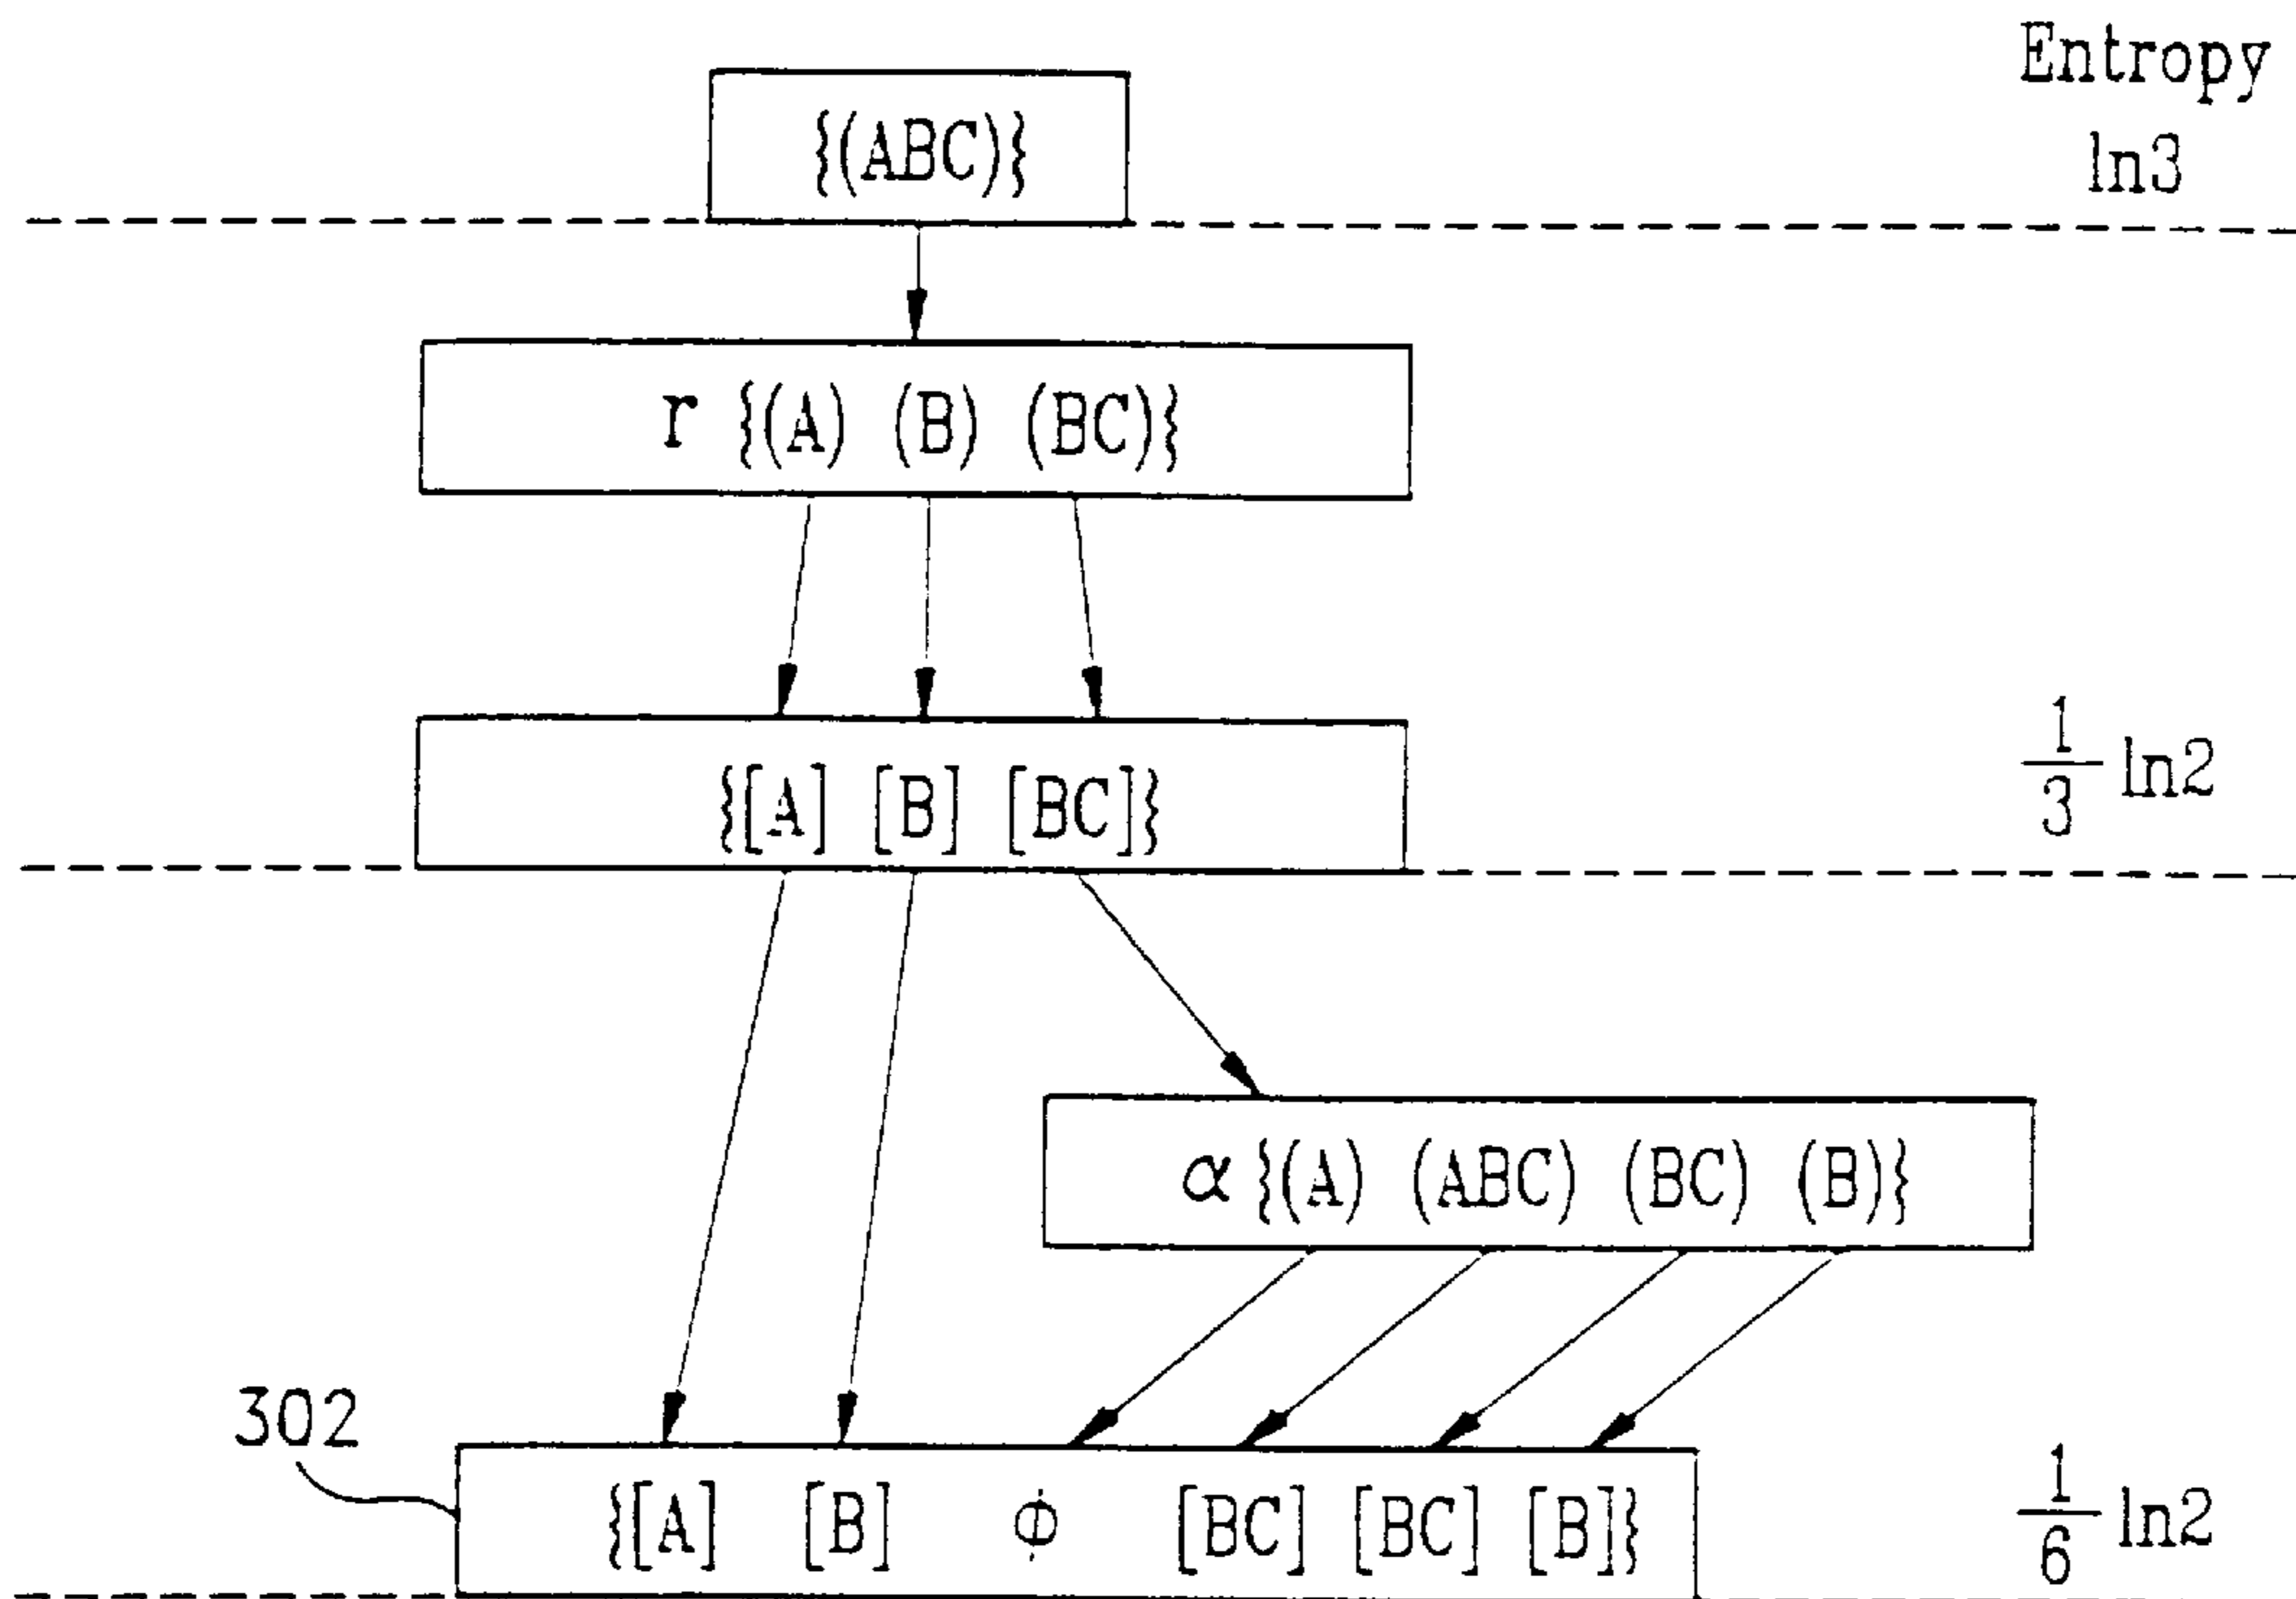 Entropy
{(ABC)}
ln3
r {(A) (B) (BC)}
{[A] [B] [BC]}
1/3 ln2
α {(A) (ABC) (BC) (B)}
302
{[A] [B] ϕ [BC] [BC] [B]}
1/6 ln2